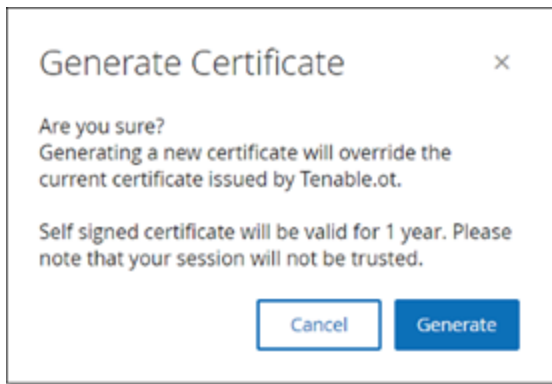 Generate Certificate
Are you sure?
Generating a new certificate will override the
current certificate issued by Tenable.ot.
Self signed certificate will be valid for 1 year. Please
note that your session will not be trusted.
Cancel Generate